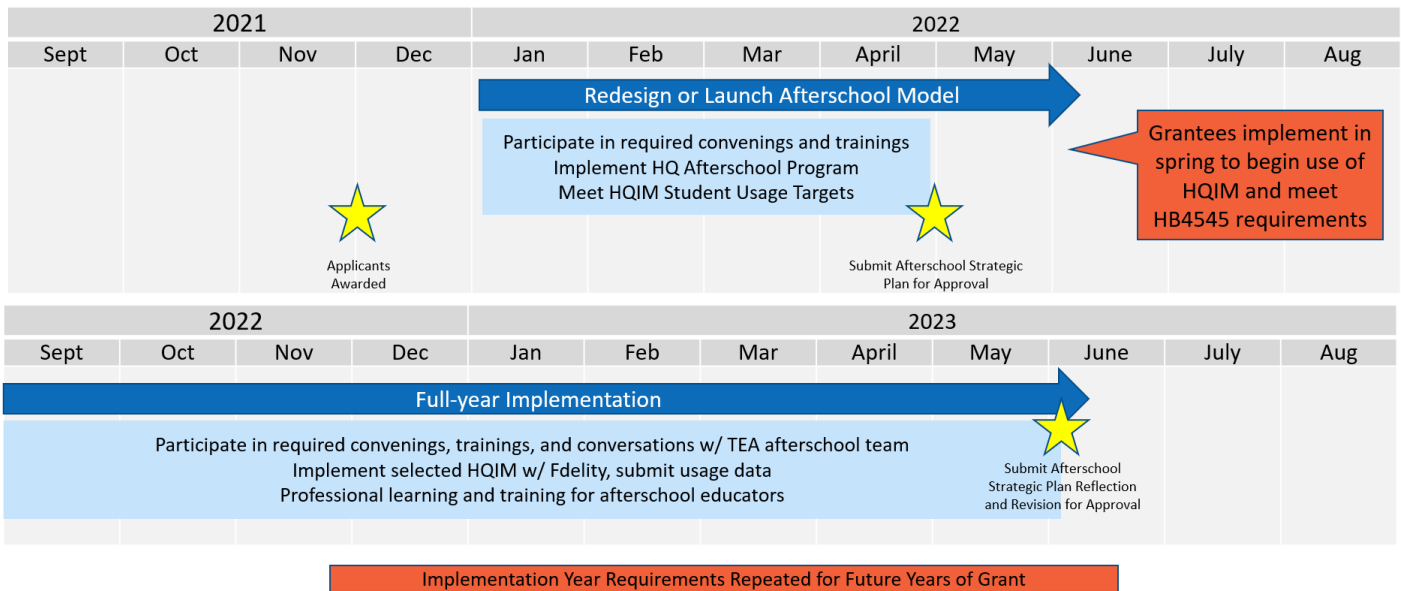 2021 2022
Sept Oct Nov Dec Jan Feb Mar April May June July Aug
Redesign or Launch Afterschool Model
Participate in required convenings and trainings
Implement HQ Afterschool Program
Meet HQIM Student Usage Targets
Grantees implement in
spring to begin use of
HQIM and meet
HB4545 requirements
Applicants
Awarded
Submit Afterschool Strategic
Plan for Approval
2022 2023
Sept Oct Nov Dec Jan Feb Mar April May June July Aug
Full-year Implementation
Participate in required convenings, trainings, and conversations w/ TEA afterschool team
Implement selected HQIM w/ Fdelity, submit usage data
Professional learning and training for afterschool educators
Submit Afterschool
Strategic Plan Reflection
and Revision for Approval
Implementation Year Requirements Repeated for Future Years of Grant